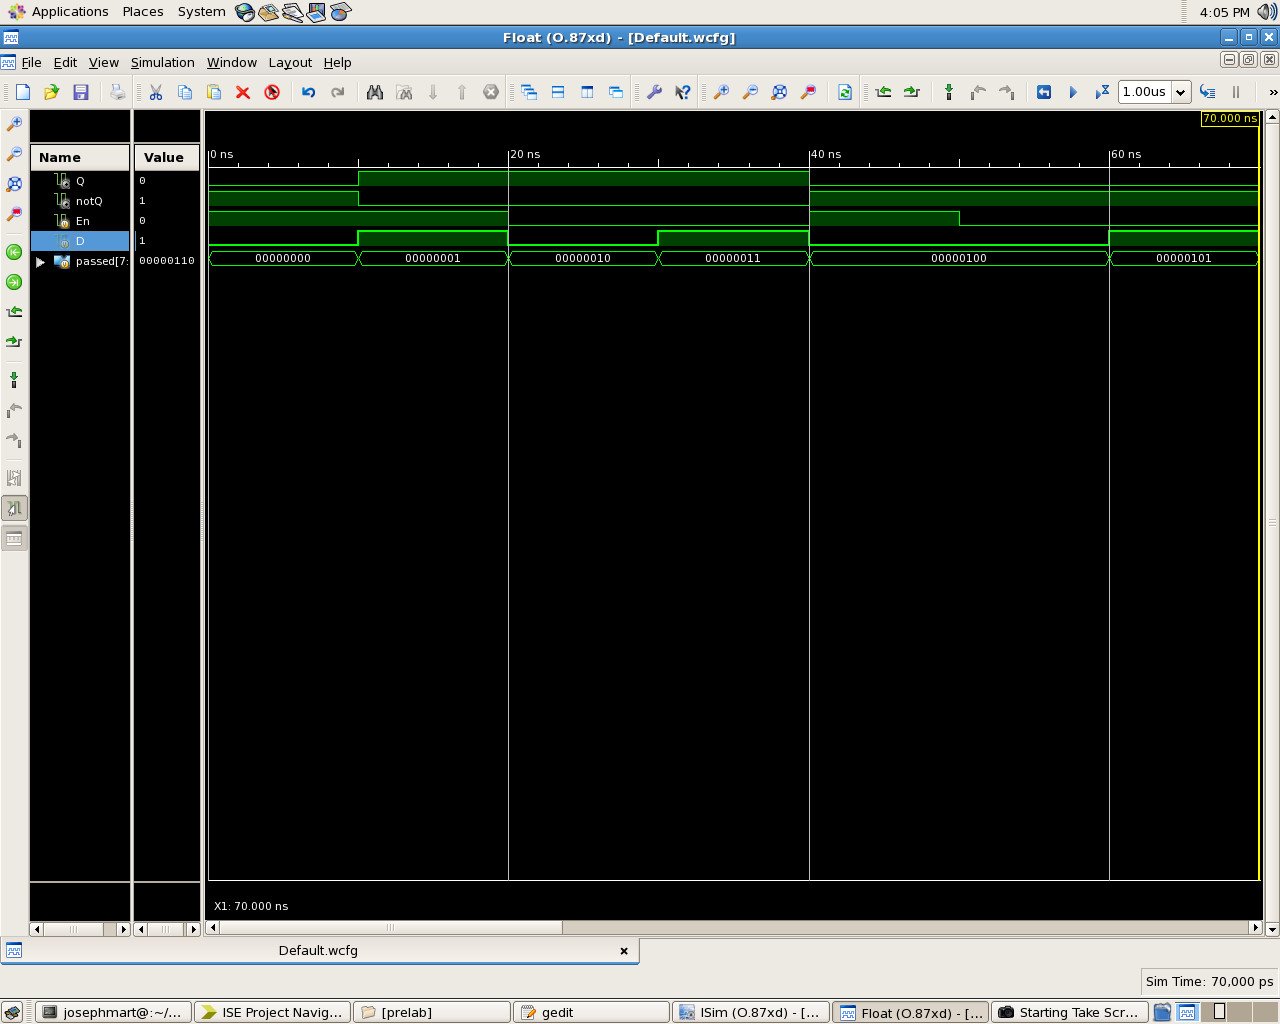 Applications Places System 4:05 PM
Float (O.87xd) - [Default.wcfg]
File Edit View Simulation Window Layout Help
1.00us »
70.000 ns
Name Value 0 ns 20 ns 40 ns 60 ns
Q 0
notQ 1
En 0
D 1
passed[7: 00000110 00000000 00000001 00000010 00000011 00000100 00000101
X1: 70.000 ns
Default.wcfg
Sim Time: 70,000 ps
josephmart@:~/... ISE Project Navig... [prelab] gedit ISim (O.87xd) - [... Float (O.87xd) - [... Starting Take Scr...